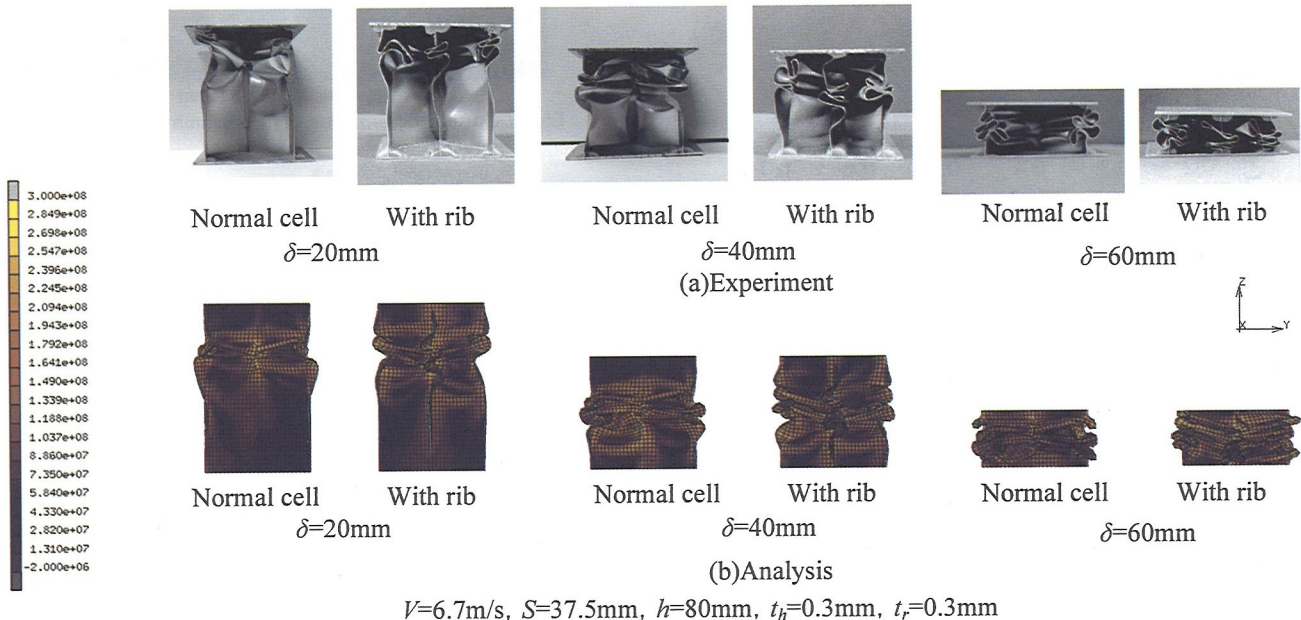 Normal cell With rib Normal cell With rib Normal cell With rib
δ=20mm δ=40mm δ=60mm
(a)Experiment
3.000e+08
2.849e+08
2.698e+08
2.547e+08
2.396e+08
2.245e+08
2.094e+08
1.943e+08
1.792e+08
1.641e+08
1.490e+08
1.339e+08
1.188e+08
1.037e+08
8.860e+07
7.350e+07
5.840e+07
4.330e+07
2.820e+07
1.310e+07
-2.000e+06
Z
X Y
Normal cell With rib Normal cell With rib Normal cell With rib
δ=20mm δ=40mm δ=60mm
(b)Analysis
V=6.7m/s, S=37.5mm, h=80mm, th=0.3mm, tr=0.3mm